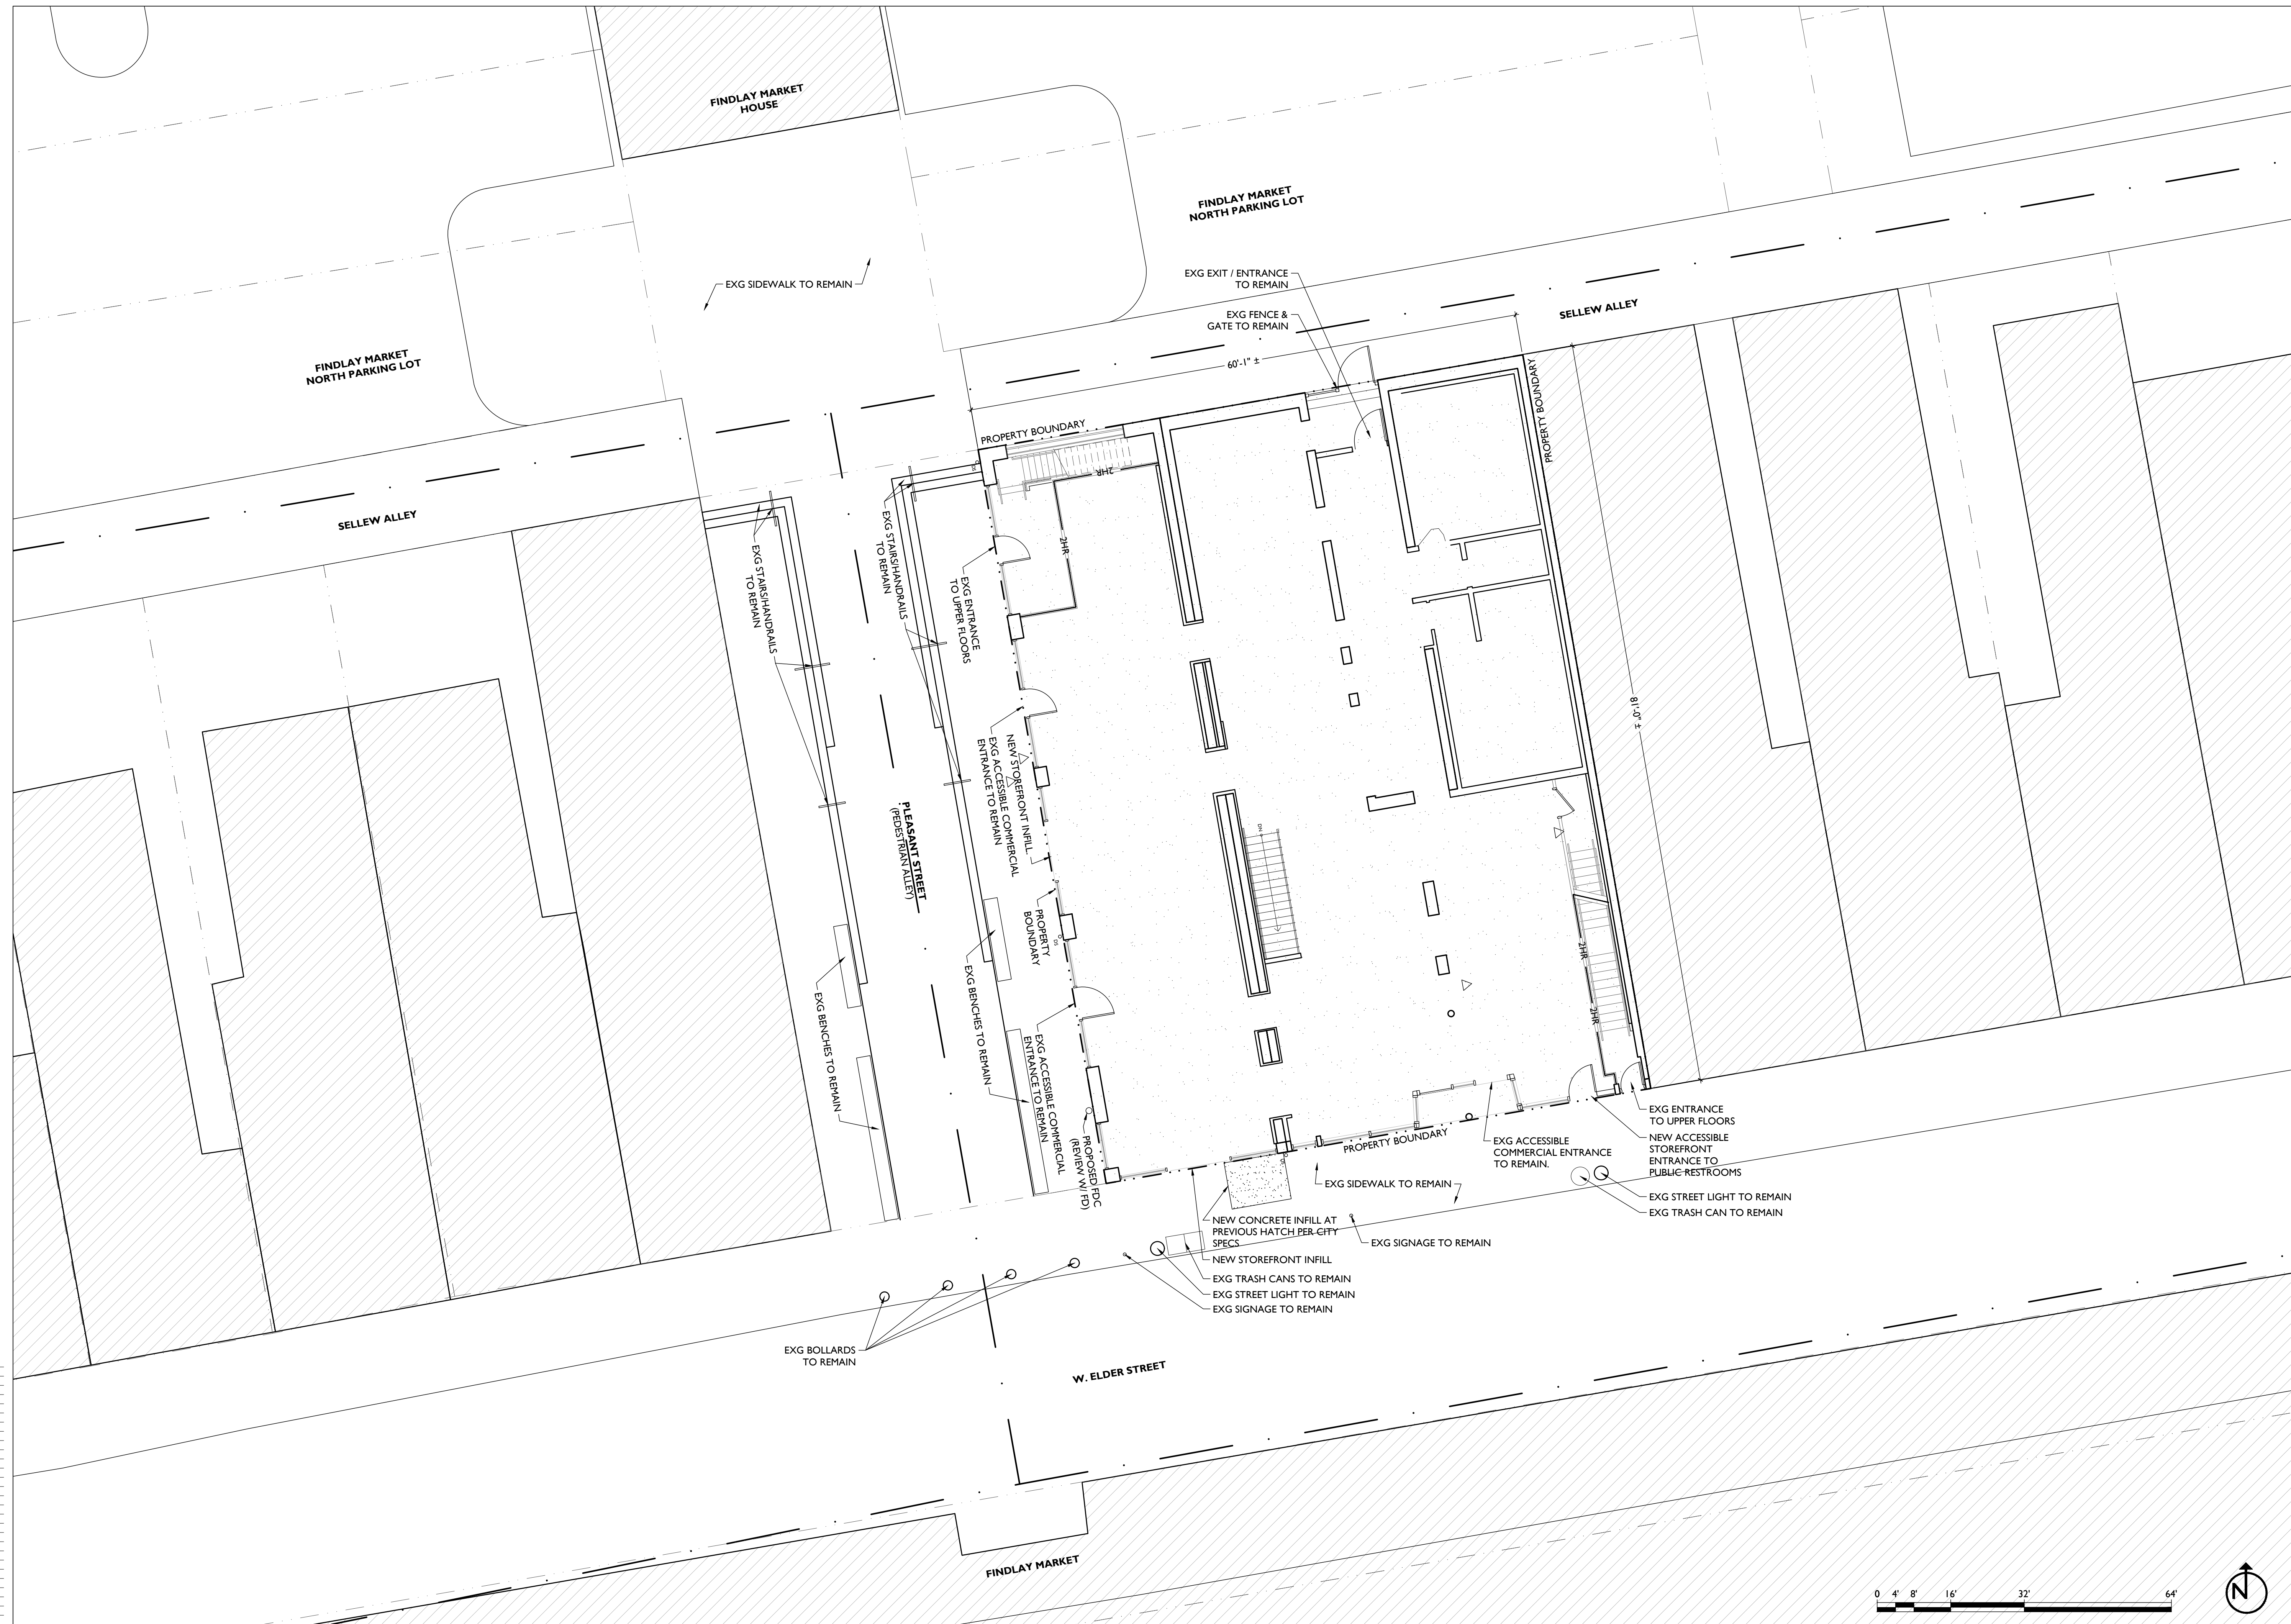 FINDLAY MARKET
HOUSE
FINDLAY MARKET
NORTH PARKING LOT
EXG SIDEWALK TO REMAIN
EXG EXIT / ENTRANCE
TO REMAIN
EXG FENCE &
GATE TO REMAIN
SELLEW ALLEY
FINDLAY MARKET
NORTH PARKING LOT
60'-1" ±
PROPERTY BOUNDARY
PROPERTY BOUNDARY
SELLEW ALLEY
DS
2HR
2HR
EXG STAIRS/HANDRAILS
TO REMAIN
EXG STAIRS/HANDRAILS
TO REMAIN
EXG ENTRANCE
TO UPPER FLOORS
81'-0" ±
NEW STOREFRONT INFILL
EXG ACCESSIBLE COMMERCIAL
ENTRANCE TO REMAIN
PLEASANT STREET
(PEDESTRIAN ALLEY)
DN
PROPERTY
BOUNDARY
DS
2HR
2HR
EXG BENCHES TO REMAIN
EXG BENCHES TO REMAIN
EXG ACCESSIBLE COMMERCIAL
ENTRANCE TO REMAIN
PROPOSED FDC
(REVIEW W/ FD)
PROPERTY BOUNDARY
DS
EXG ENTRANCE
TO UPPER FLOORS
EXG ACCESSIBLE
COMMERCIAL ENTRANCE
TO REMAIN.
NEW ACCESSIBLE
STOREFRONT
ENTRANCE TO
PUBLIC RESTROOMS
EXG SIDEWALK TO REMAIN
EXG STREET LIGHT TO REMAIN
EXG TRASH CAN TO REMAIN
NEW CONCRETE INFILL AT
PREVIOUS HATCH PER CITY
SPECS
EXG SIGNAGE TO REMAIN
NEW STOREFRONT INFILL
EXG TRASH CANS TO REMAIN
EXG STREET LIGHT TO REMAIN
EXG SIGNAGE TO REMAIN
EXG BOLLARDS
TO REMAIN
W. ELDER STREET
FINDLAY MARKET
0 4' 8' 16' 32' 64'
N